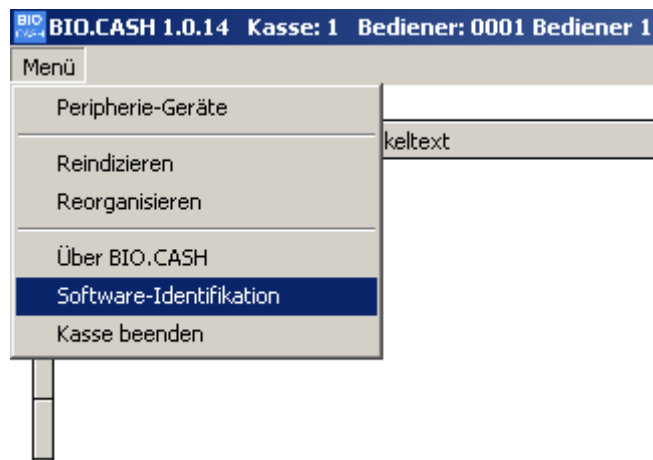 BIO CASH BIO.CASH 1.0.14 Kasse: 1 Bediener: 0001 Bediener 1
Menü
Peripherie-Geräte
keltext
Reindizieren
Reorganisieren
Über BIO.CASH
Software-Identifikation
Kasse beenden